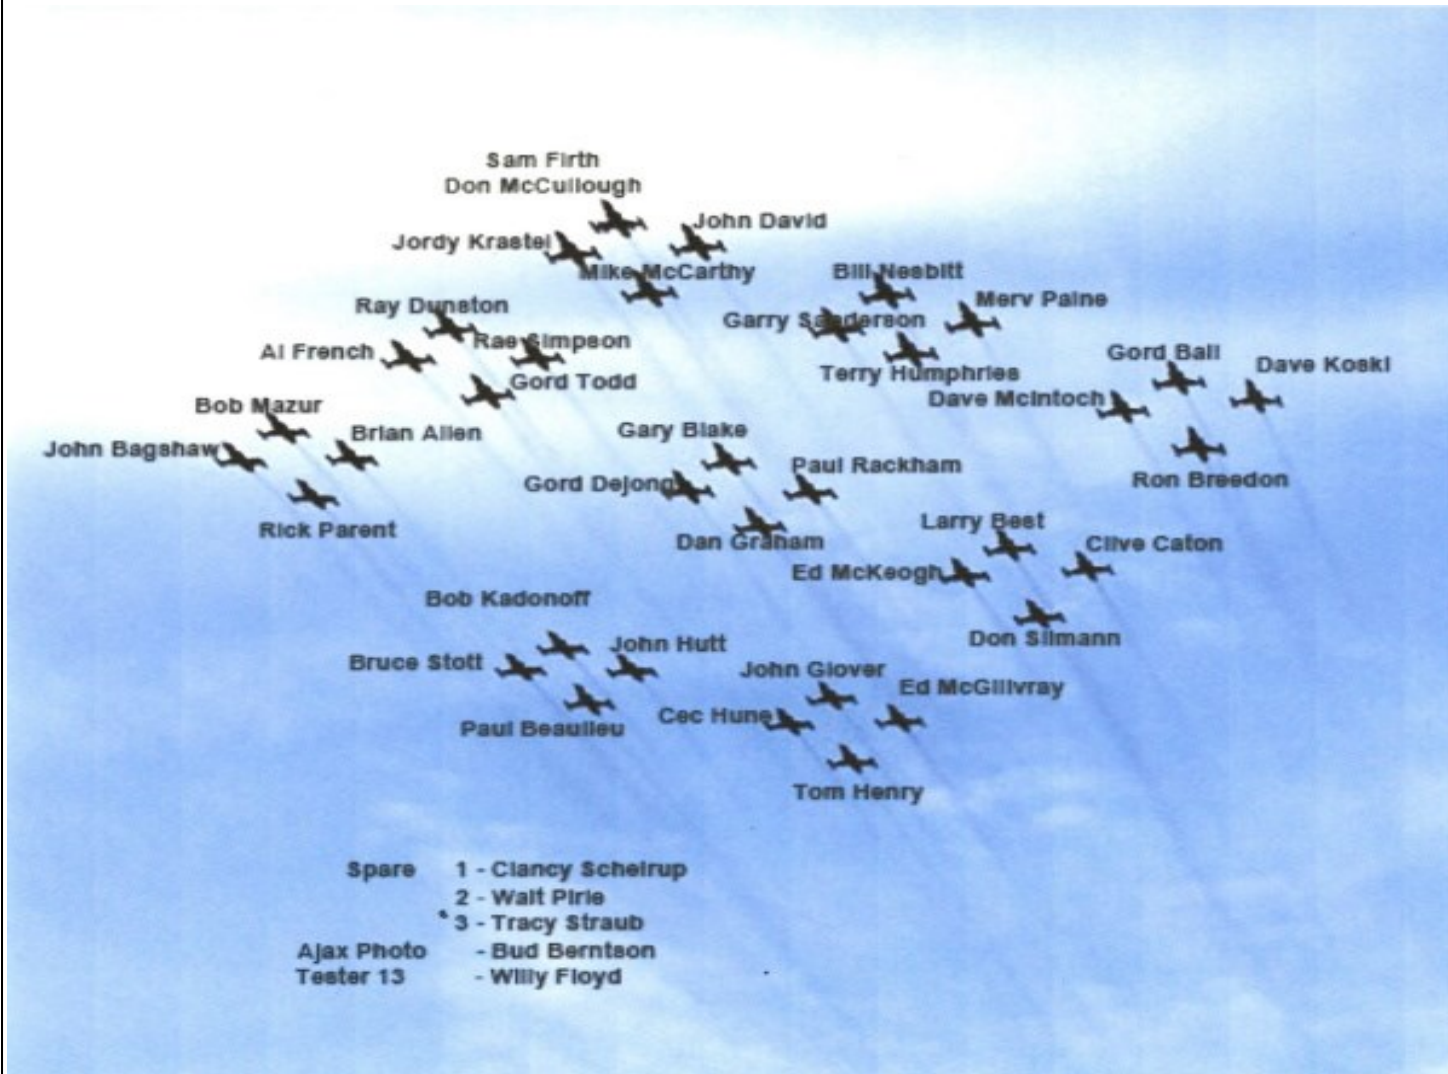 Sam Firth
Don McCullough
John David
Jordy Krastel
Mike McCarthy
Bill Nesbitt
Merv Paine
Ray Dunston
Garry Sanderson
Rae Simpson
Al French
Gord Ball
Dave Koski
Terry Humphries
Gord Todd
Dave McIntoch
Bob Mazur
Brian Allen
Gary Blake
John Bagshaw
Paul Rackham
Gord Dejong
Ron Breedon
Larry Best
Rick Parent
Dan Graham
Clive Caton
Ed McKeogh
Bob Kadonoff
Don Silmann
John Hutt
Bruce Stott
John Glover
Ed McGillvray
Cec Hune
Paul Beaulieu
Tom Henry
Spare 1 - Clancy Scheirup
2 - Walt Pirie
3 - Tracy Straub
Ajax Photo - Bud Berntson
Tester 13 - Willy Floyd